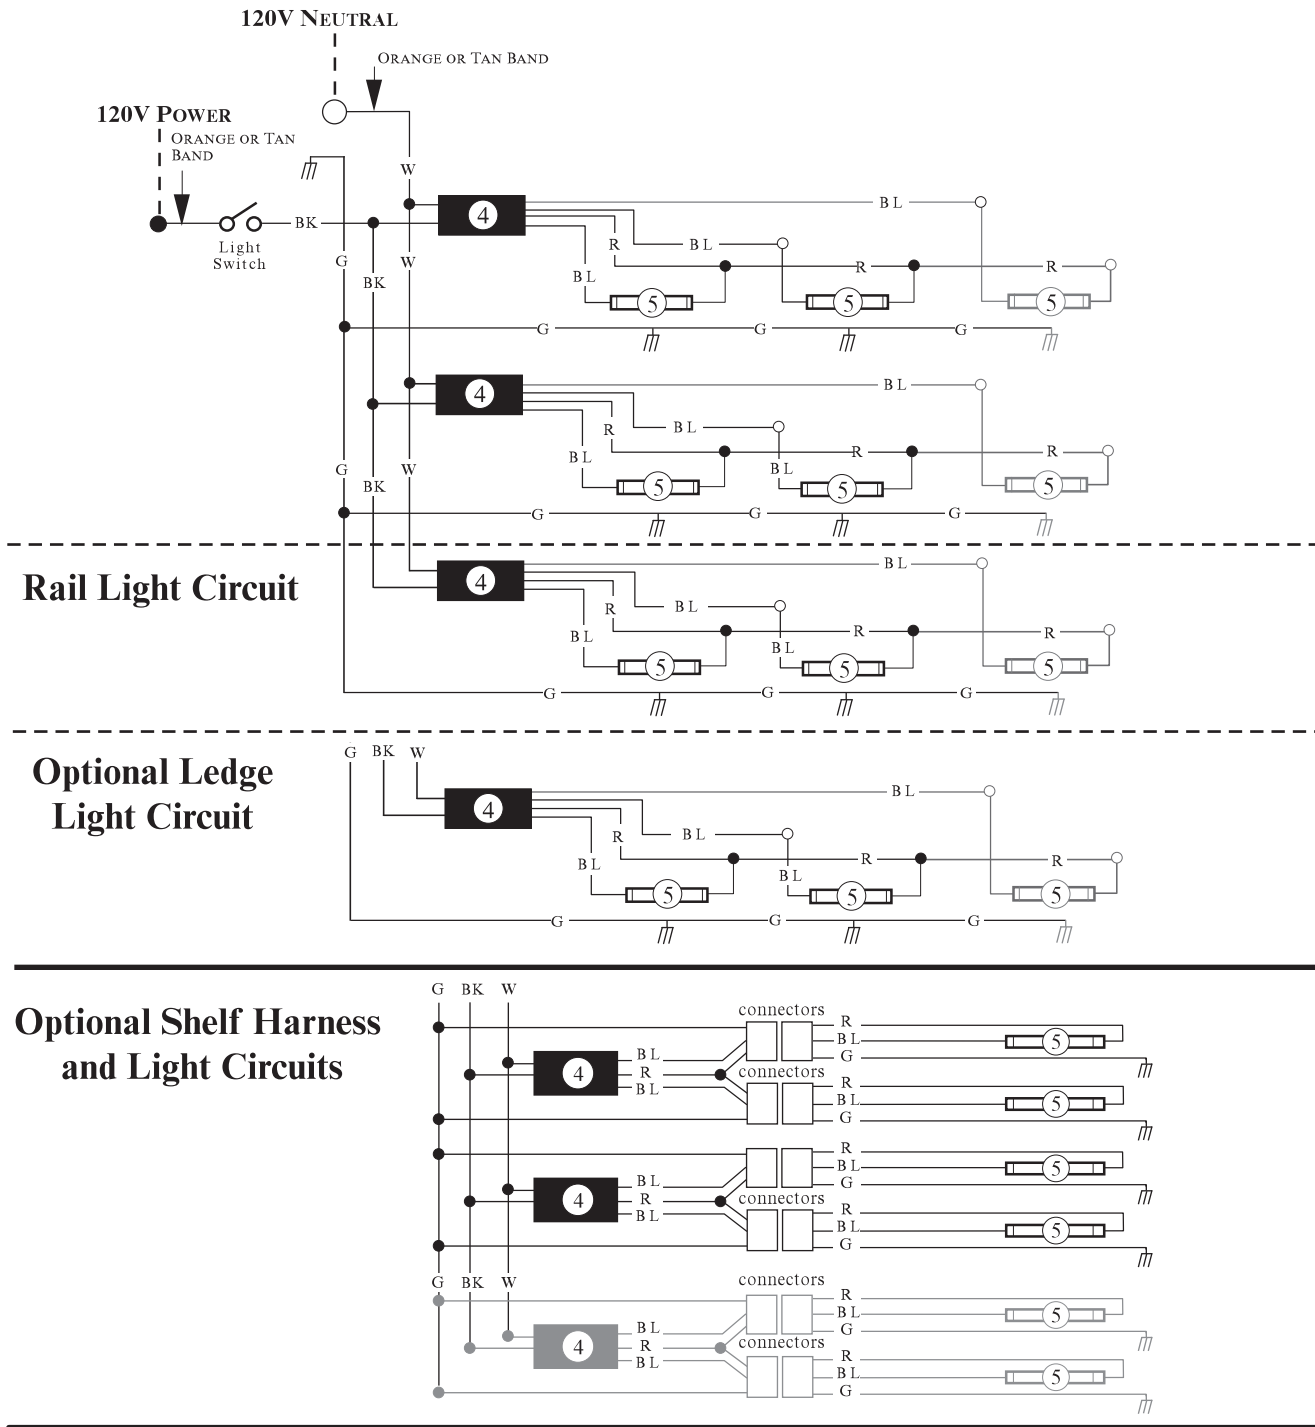 120V NEUTRAL
ORANGE OR TAN BAND
120V POWER
ORANGE OR TAN
BAND
W
BL
4
BK
Light
Switch
R
BL
G
W
R
R
BK
BL
5
5
5
G
G
G
BL
4
BL
R
R
R
BL
BL
G
W
BK
5
5
5
G
G
G
Rail Light Circuit
BL
4
BL
R
R
R
BL
BL
5
5
5
G
G
G
Optional Ledge
Light Circuit
G BK W
BL
4
BL
R
R
R
BL
BL
5
5
5
G
G
G
Optional Shelf Harness
and Light Circuits
G BK W
connectors
R
BL
5
G
BL
4
R
BL
connectors
R
BL
5
G
R
BL
5
G
BL
4
R
BL
connectors
R
BL
5
G
G BK W
connectors
R
BL
5
G
BL
4
R
BL
connectors
R
BL
5
G